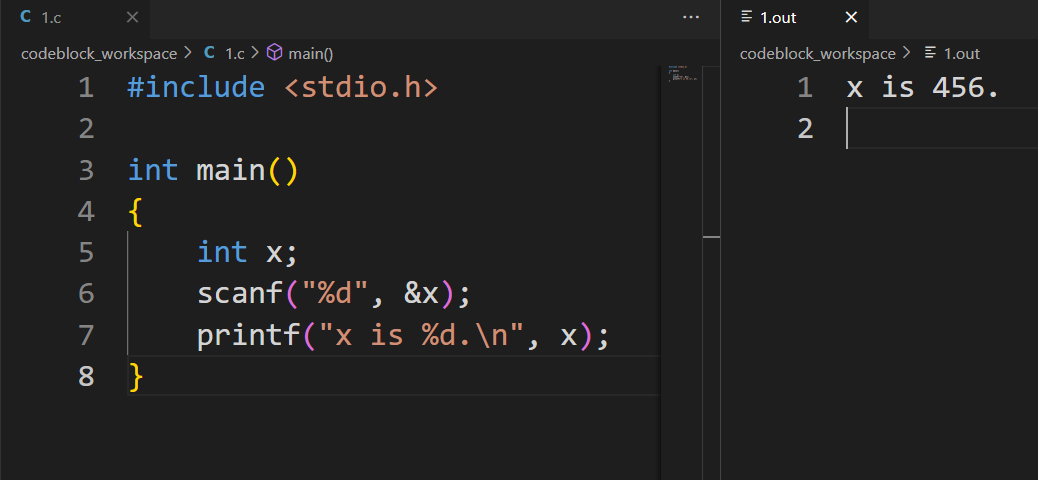 C 1.c ×
codeblock_workspace > C 1.c > main()
1 #include <stdio.h>
2
3 int main()
4 {
5 int x;
6 scanf("%d", &x);
7 printf("x is %d.\n", x);
8 }
1.out ×
codeblock_workspace > 1.out
1 x is 456.
2